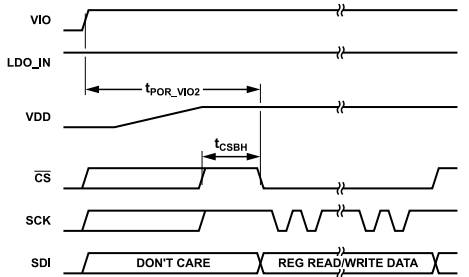 VIO
LDO_IN
tPOR_VIO2
VDD
tCSBH
CS
SCK
SDI
DON'T CARE
REG READ/WRITE DATA